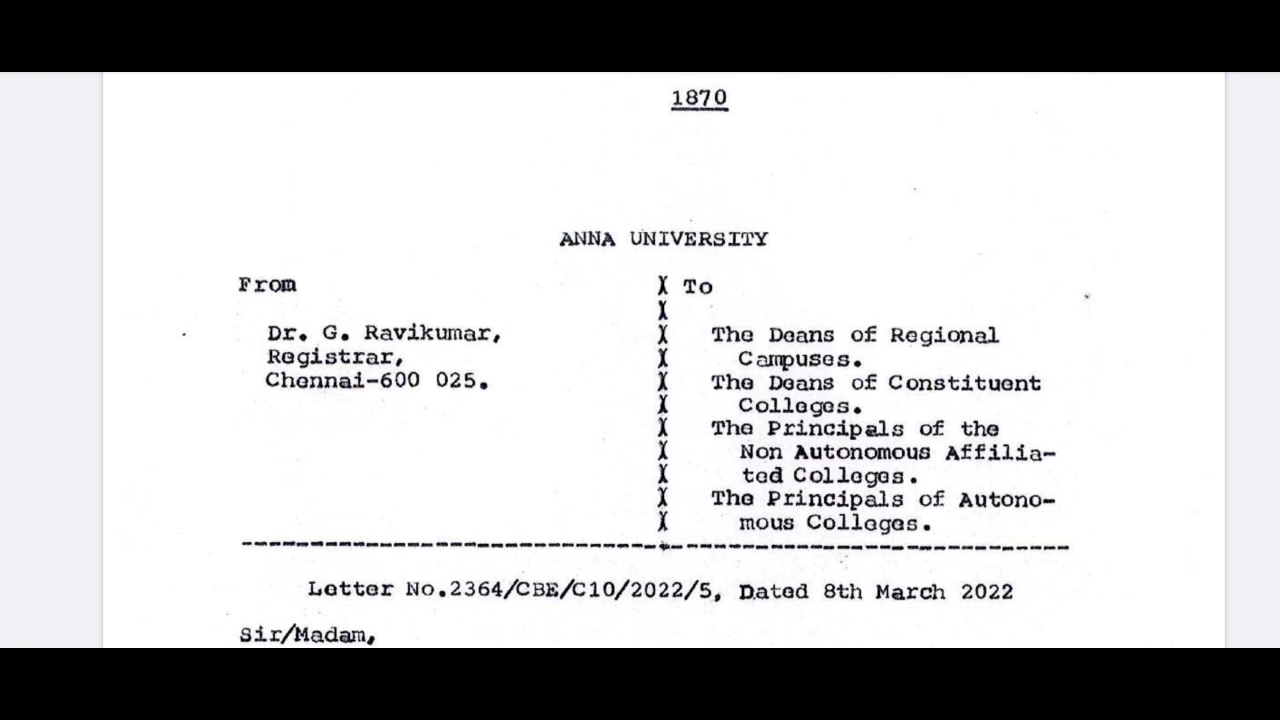 1870
ANNA UNIVERSITY
From
Dr. G. Ravikumar,
Registrar,
Chennai-600 025.
X To
X
X The Deans of Regional
X Campuses.
X The Deans of Constituent
X Colleges.
X The Principals of the
X Non Autonomous Affilia-
X ted Colleges.
X The Principals of Autono-
X mous Colleges.
Letter No.2364/CBE/C10/2022/5, Dated 8th March 2022
Sir/Madam,